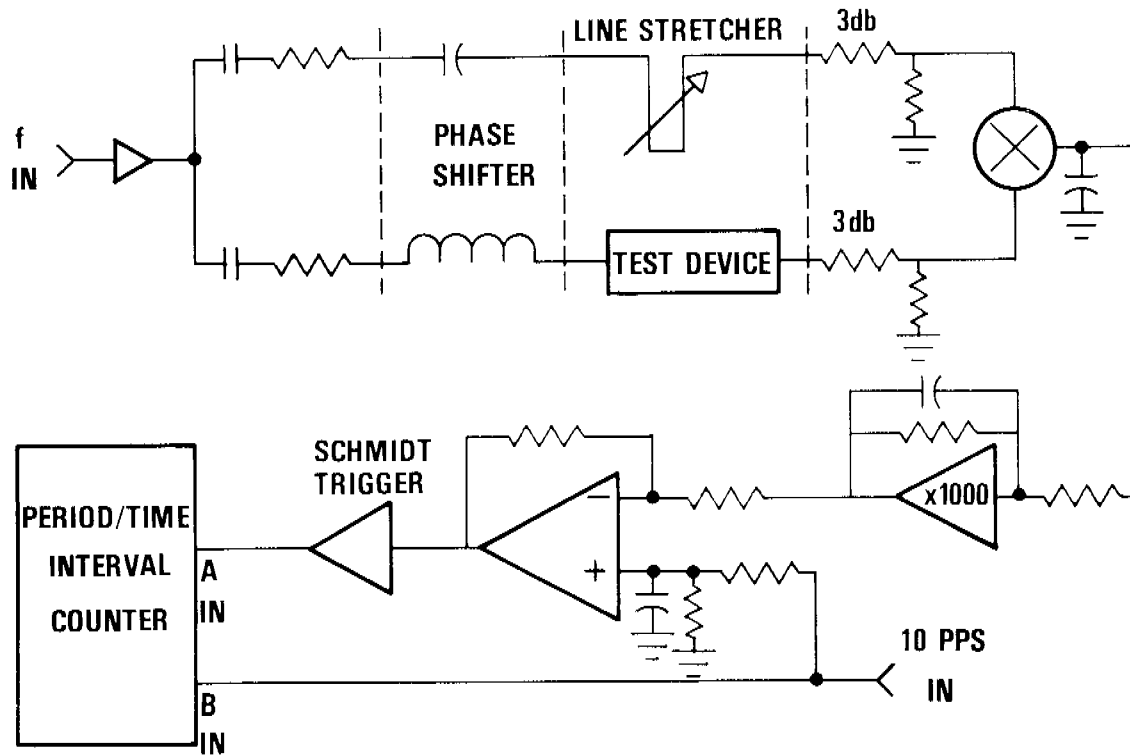 LINE STRETCHER
3db
f
IN
PHASE
SHIFTER
3db
TEST DEVICE
SCHMIDT
TRIGGER
x1000
PERIOD/TIME
INTERVAL
COUNTER
A
IN
B
IN
−
+
10 PPS
IN